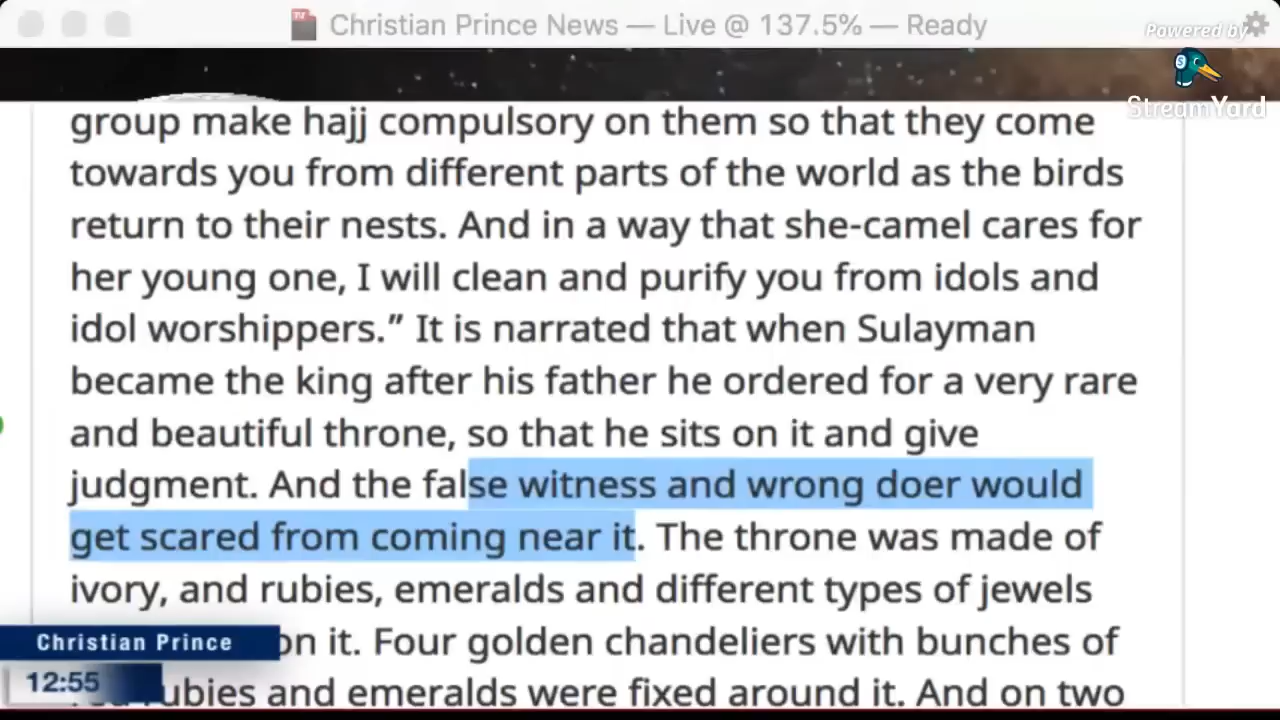 Christian Prince News — Live @ 137.5% — Ready
Powered by
StreamYard
group make hajj compulsory on them so that they come
towards you from different parts of the world as the birds
return to their nests. And in a way that she-camel cares for
her young one, I will clean and purify you from idols and
idol worshippers.” It is narrated that when Sulayman
became the king after his father he ordered for a very rare
and beautiful throne, so that he sits on it and give
judgment. And the false witness and wrong doer would
get scared from coming near it. The throne was made of
ivory, and rubies, emeralds and different types of jewels
on it. Four golden chandeliers with bunches of
rubies and emeralds were fixed around it. And on two
Christian Prince
12:55